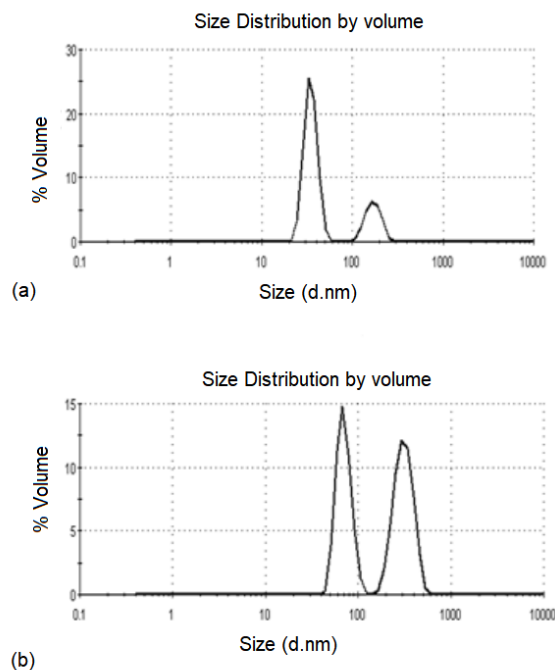 Size Distribution by volume
30
20
10
0
% Volume
0.1 1 10 100 1000 10000
(a)
Size (d.nm)
Size Distribution by volume
15
10
5
0
% Volume
0.1 1 10 100 1000 10000
(b)
Size (d.nm)